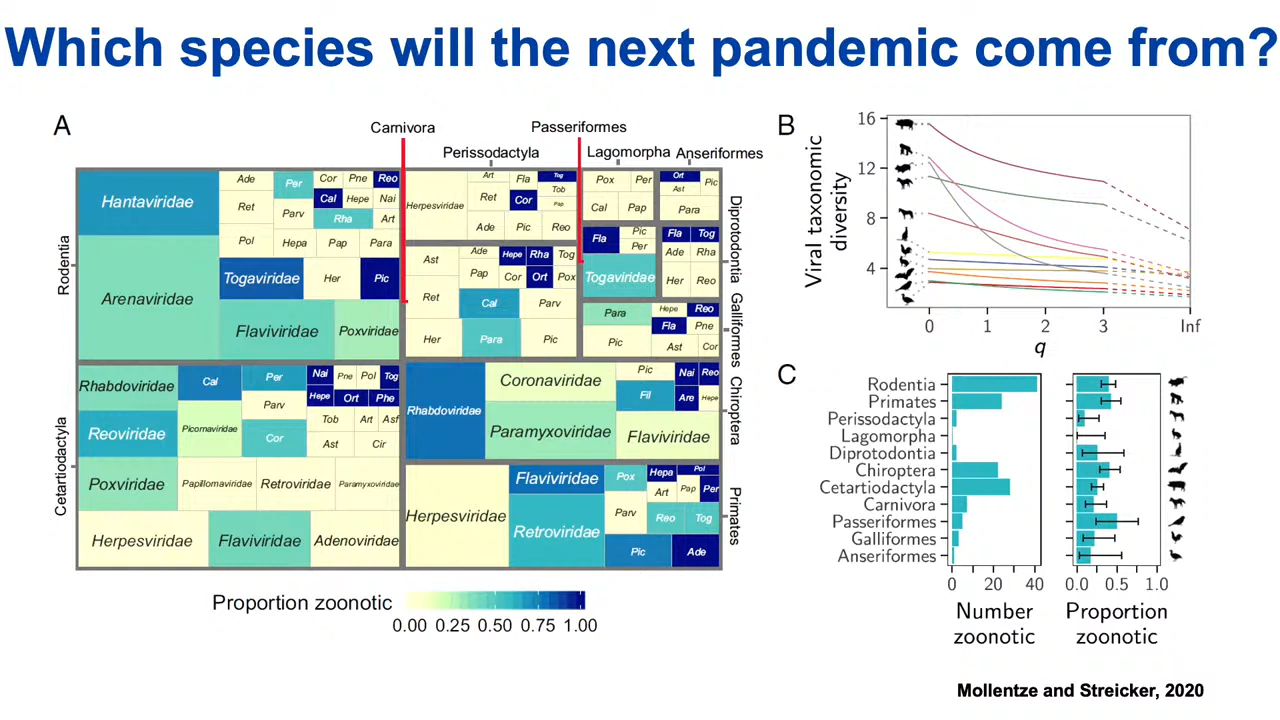 Which species will the next pandemic come from?
A
Carnivora
Passeriformes
Perissodactyla
Lagomorpha
Anseriformes
Rodentia
Hantaviridae
Arenaviridae
Ade
Per
Cor
Pne
Reo
Ret
Parv
Cal
Hepe
Nai
Rha
Art
Pol
Hepa
Pap
Para
Togaviridae
Her
Pic
Flaviviridae
Poxviridae
Cetartiodactyla
Rhabdoviridae
Cal
Per
Nai
Pne
Pol
Tog
Hepe
Ort
Phe
Parv
Reoviridae
Picornaviridae
Cor
Tob
Art
Asf
Ast
Cir
Poxviridae
Papillomaviridae
Retroviridae
Paramyxoviridae
Herpesviridae
Flaviviridae
Adenoviridae
Herpesviridae
Art
Fla
Tog
Ret
Cor
Tob
Pap
Ade
Pic
Reo
Ast
Ade
Hepe
Rha
Tog
Pap
Cor
Ort
Pox
Ret
Cal
Parv
Her
Para
Pic
Pox
Per
Cal
Pap
Ort
Pic
Ast
Para
Fla
Pic
Per
Togaviridae
Fla
Tog
Ade
Rha
Her
Reo
Diprotodontia
Para
Hepe
Reo
Fla
Pne
Pic
Ast
Cor
Galliformes
Rhabdoviridae
Coronaviridae
Pic
Nai
Reo
Fil
Are
Hepe
Paramyxoviridae
Flaviviridae
Chiroptera
Herpesviridae
Flaviviridae
Pox
Hepa
Pol
Art
Pap
Per
Retroviridae
Parv
Reo
Tog
Pic
Ade
Primates
Proportion zoonotic
0.00 0.25 0.50 0.75 1.00
B
Viral taxonomic
diversity
16
12
8
4
0 1 2 3 Inf
q
C
Rodentia
Primates
Perissodactyla
Lagomorpha
Diprotodontia
Chiroptera
Cetartiodactyla
Carnivora
Passeriformes
Galliformes
Anseriformes
0 20 40
Number
zoonotic
0.0 0.5 1.0
Proportion
zoonotic
Mollentze and Streicker, 2020